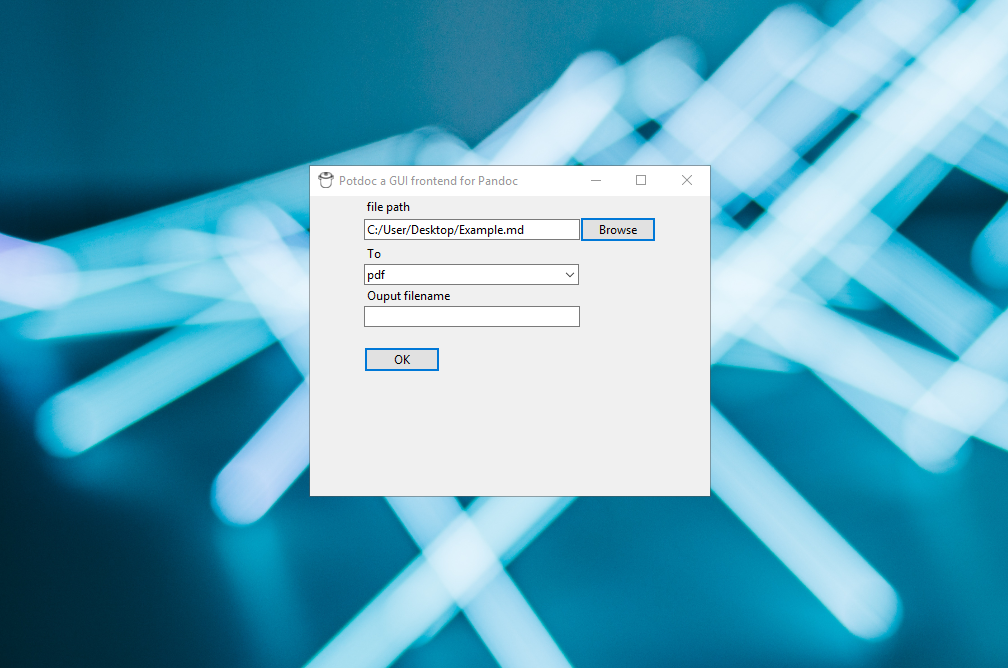 Potdoc a GUI frontend for Pandoc
file path
C:/User/Desktop/Example.md Browse
To
pdf
Ouput filename
OK